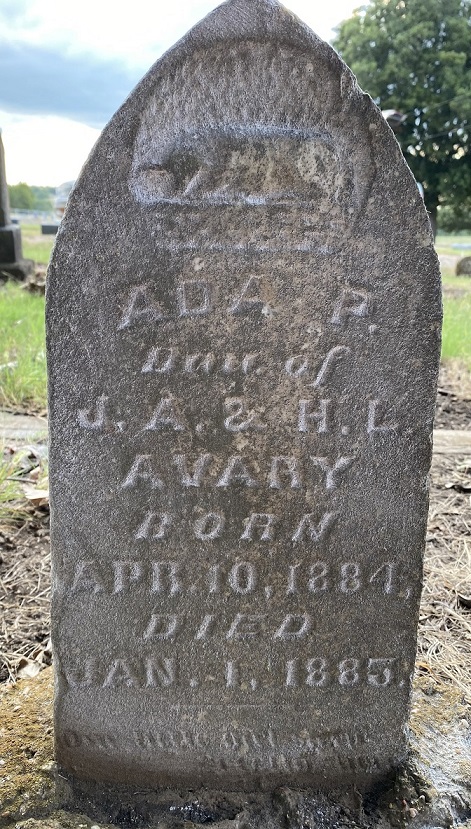 ADA P.
Dau. of
J. A. & H. L.
AVARY
BORN
APR. 10, 1884,
DIED
JAN. 1, 1885.